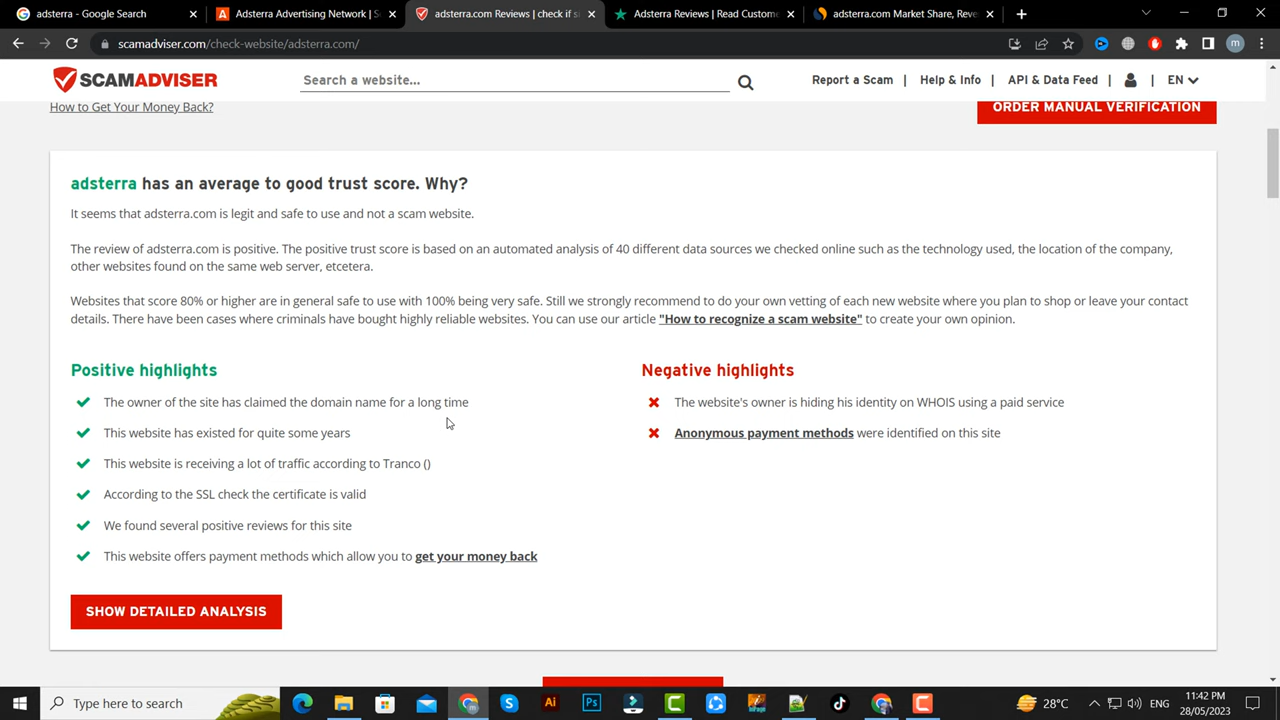 adsterra - Google Search
Adsterra Advertising Network | S
adsterra.com Reviews | check if si
Adsterra Reviews | Read Custome
adsterra.com Market Share, Reve
scamadviser.com/check-website/adsterra.com/
m
SCAMADVISER
Search a website...
Report a Scam | Help & Info | API & Data Feed | | EN
How to Get Your Money Back?
ORDER MANUAL VERIFICATION
adsterra has an average to good trust score. Why?
It seems that adsterra.com is legit and safe to use and not a scam website.
The review of adsterra.com is positive. The positive trust score is based on an automated analysis of 40 different data sources we checked online such as the technology used, the location of the company,
other websites found on the same web server, etcetera.
Websites that score 80% or higher are in general safe to use with 100% being very safe. Still we strongly recommend to do your own vetting of each new website where you plan to shop or leave your contact
details. There have been cases where criminals have bought highly reliable websites. You can use our article "How to recognize a scam website" to create your own opinion.
Positive highlights
The owner of the site has claimed the domain name for a long time
This website has existed for quite some years
This website is receiving a lot of traffic according to Tranco ()
According to the SSL check the certificate is valid
We found several positive reviews for this site
This website offers payment methods which allow you to get your money back
Negative highlights
The website's owner is hiding his identity on WHOIS using a paid service
Anonymous payment methods were identified on this site
SHOW DETAILED ANALYSIS
Type here to search
Ai
Ps
28°C
11:42 PM
28/05/2023